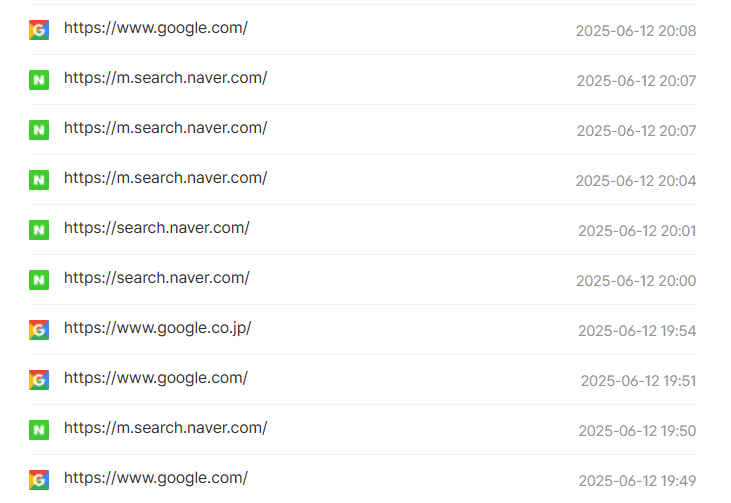 https://www.google.com/ 2025-06-12 20:08
https://m.search.naver.com/ 2025-06-12 20:07
https://m.search.naver.com/ 2025-06-12 20:07
https://m.search.naver.com/ 2025-06-12 20:04
https://search.naver.com/ 2025-06-12 20:01
https://search.naver.com/ 2025-06-12 20:00
https://www.google.co.jp/ 2025-06-12 19:54
https://www.google.com/ 2025-06-12 19:51
https://m.search.naver.com/ 2025-06-12 19:50
https://www.google.com/ 2025-06-12 19:49